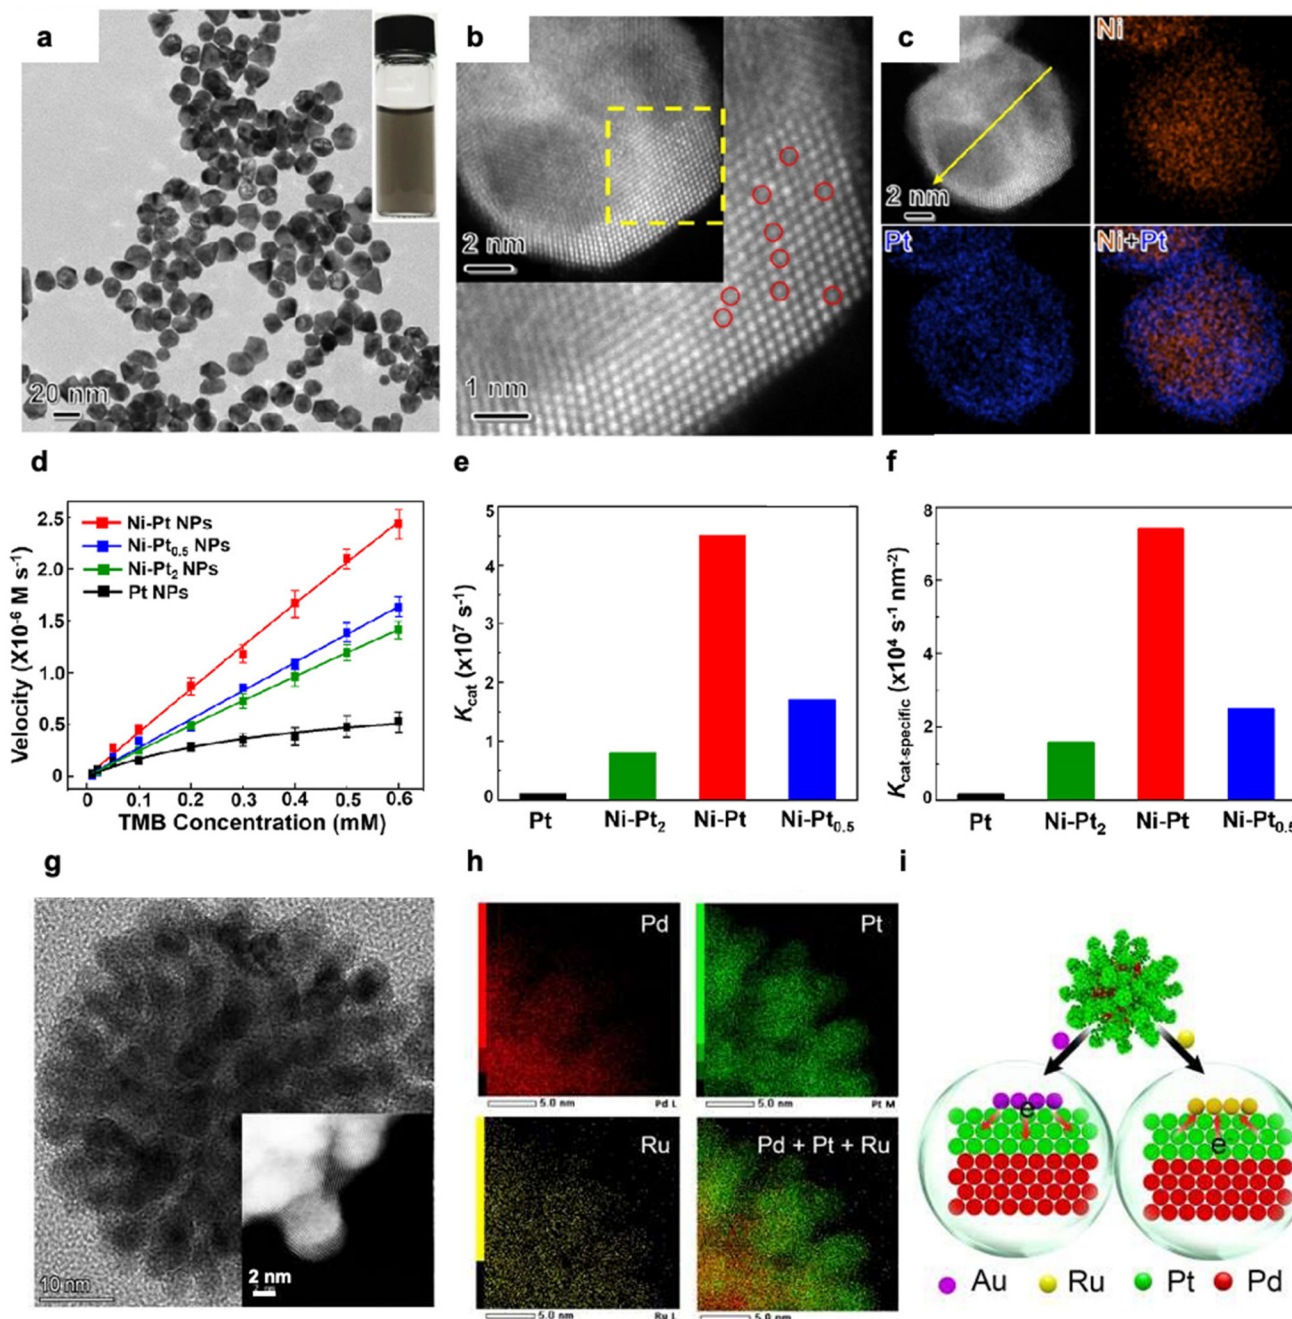 a
20 nm
b
2 nm
1 nm
c
2 nm
Ni
Pt
Ni+Pt
d
Velocity (X10⁻⁶ M s⁻¹)
2.5
2.0
1.5
1.0
0.5
0
Ni-Pt NPs
Ni-Pt₀.₅ NPs
Ni-Pt₂ NPs
Pt NPs
0 0.1 0.2 0.3 0.4 0.5 0.6
TMB Concentration (mM)
e
K_cat (x10⁷ s⁻¹)
5
4
3
2
1
0
Pt Ni-Pt₂ Ni-Pt Ni-Pt₀.₅
f
K_cat-specific (x10⁴ s⁻¹ nm⁻²)
8
6
4
2
0
Pt Ni-Pt₂ Ni-Pt Ni-Pt₀.₅
g
10 nm
2 nm
h
Pd
5.0 nm Pd L
Pt
5.0 nm Pt M
Ru
5.0 nm Ru L
Pd + Pt + Ru
5.0 nm
i
e
e
Au Ru Pt Pd